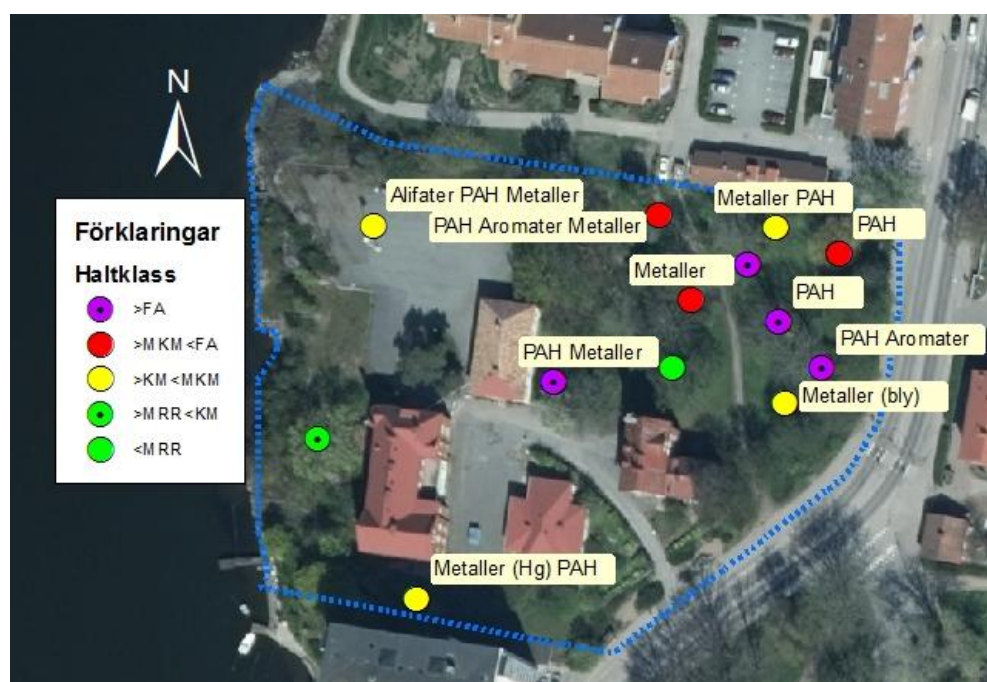 N
Förklaringar
Haltklass
>FA
>MKM<FA
>KM<MKM
>MRR<KM
<MRR
Alifater PAH Metaller
PAH Aromater Metaller
Metaller PAH
PAH
Metaller
PAH
PAH Metaller
PAH Aromater
Metaller (bly)
Metaller (Hg) PAH